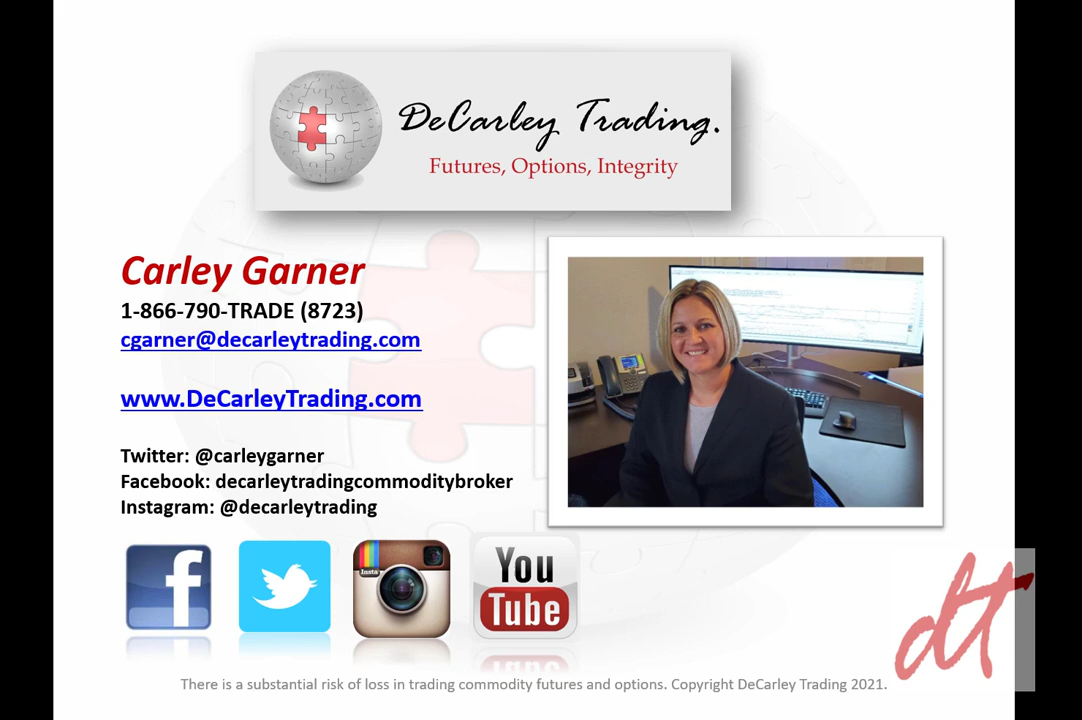 DeCarley Trading.
Futures, Options, Integrity
Carley Garner
1-866-790-TRADE (8723)
cgarner@decarleytrading.com
www.DeCarleyTrading.com
Twitter: @carleygarner
Facebook: decarleytradingcommoditybroker
Instagram: @decarleytrading
f
Insta
You
Tube
dt
There is a substantial risk of loss in trading commodity futures and options. Copyright DeCarley Trading 2021.